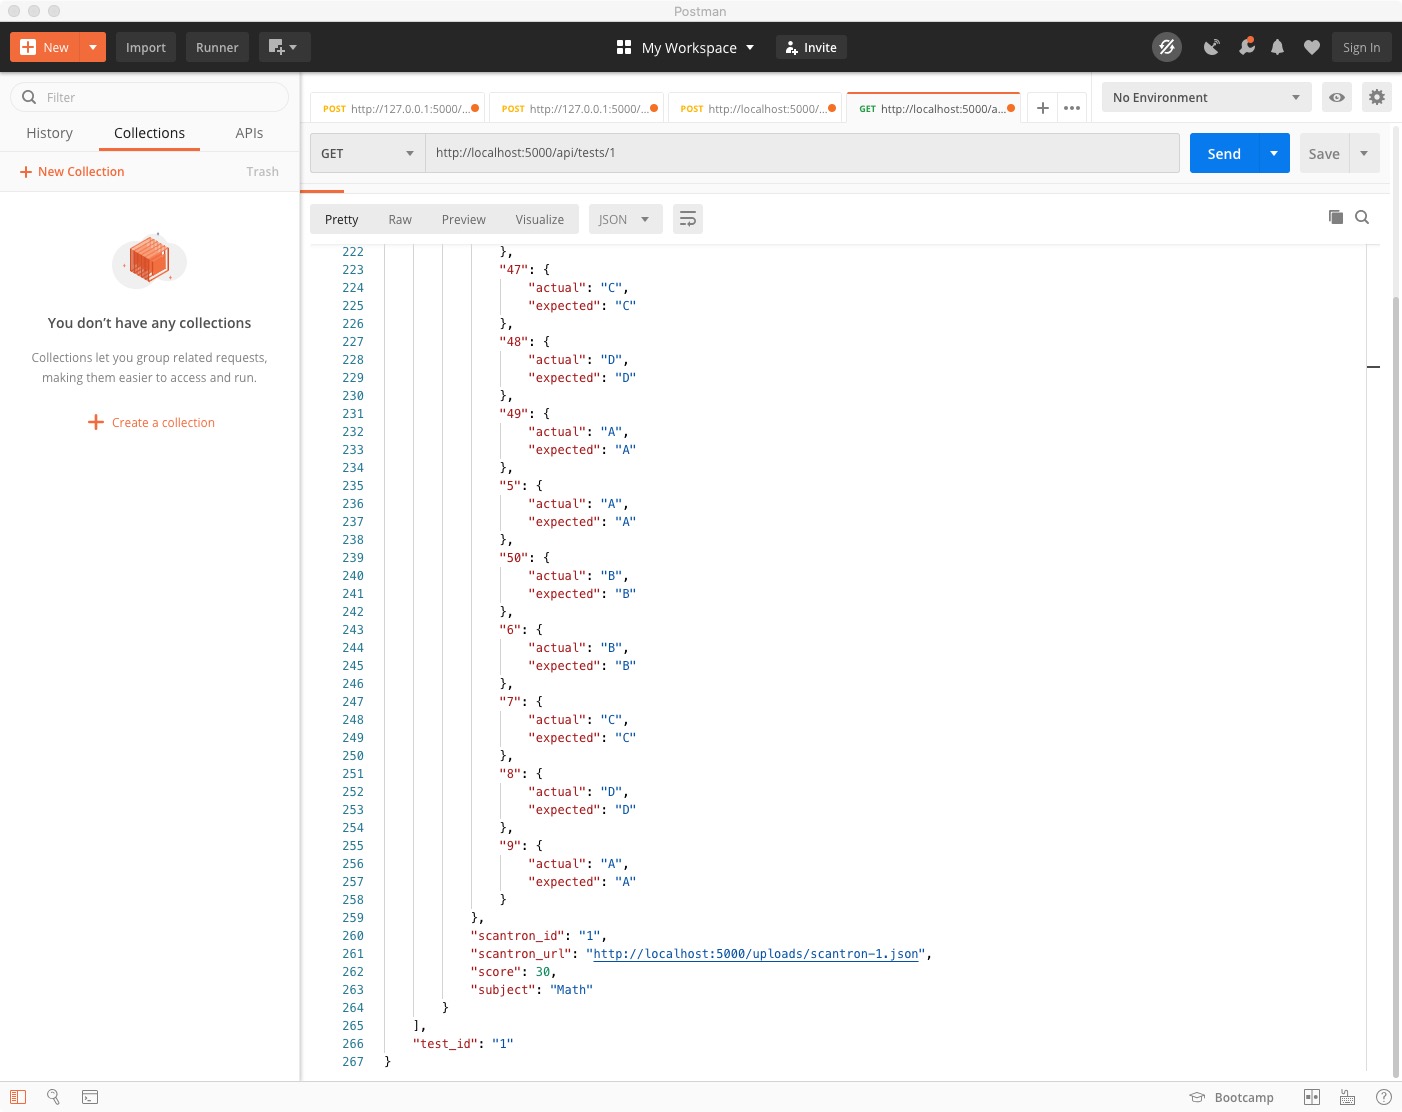 Postman
New
Import
Runner
My Workspace
Invite
Sign In
Filter
History
Collections
APIs
New Collection
Trash
You don’t have any collections
Collections let you group related requests,
making them easier to access and run.
Create a collection
POST http://127.0.0.1:5000/...
POST http://127.0.0.1:5000/...
POST http://localhost:5000/...
GET http://localhost:5000/a...
No Environment
GET
http://localhost:5000/api/tests/1
Send
Save
Pretty
Raw
Preview
Visualize
JSON
222 },
223 "47": {
224 "actual": "C",
225 "expected": "C"
226 },
227 "48": {
228 "actual": "D",
229 "expected": "D"
230 },
231 "49": {
232 "actual": "A",
233 "expected": "A"
234 },
235 "5": {
236 "actual": "A",
237 "expected": "A"
238 },
239 "50": {
240 "actual": "B",
241 "expected": "B"
242 },
243 "6": {
244 "actual": "B",
245 "expected": "B"
246 },
247 "7": {
248 "actual": "C",
249 "expected": "C"
250 },
251 "8": {
252 "actual": "D",
253 "expected": "D"
254 },
255 "9": {
256 "actual": "A",
257 "expected": "A"
258 }
259 },
260 "scantron_id": "1",
261 "scantron_url": "http://localhost:5000/uploads/scantron-1.json",
262 "score": 30,
263 "subject": "Math"
264 }
265 ],
266 "test_id": "1"
267 }
Bootcamp